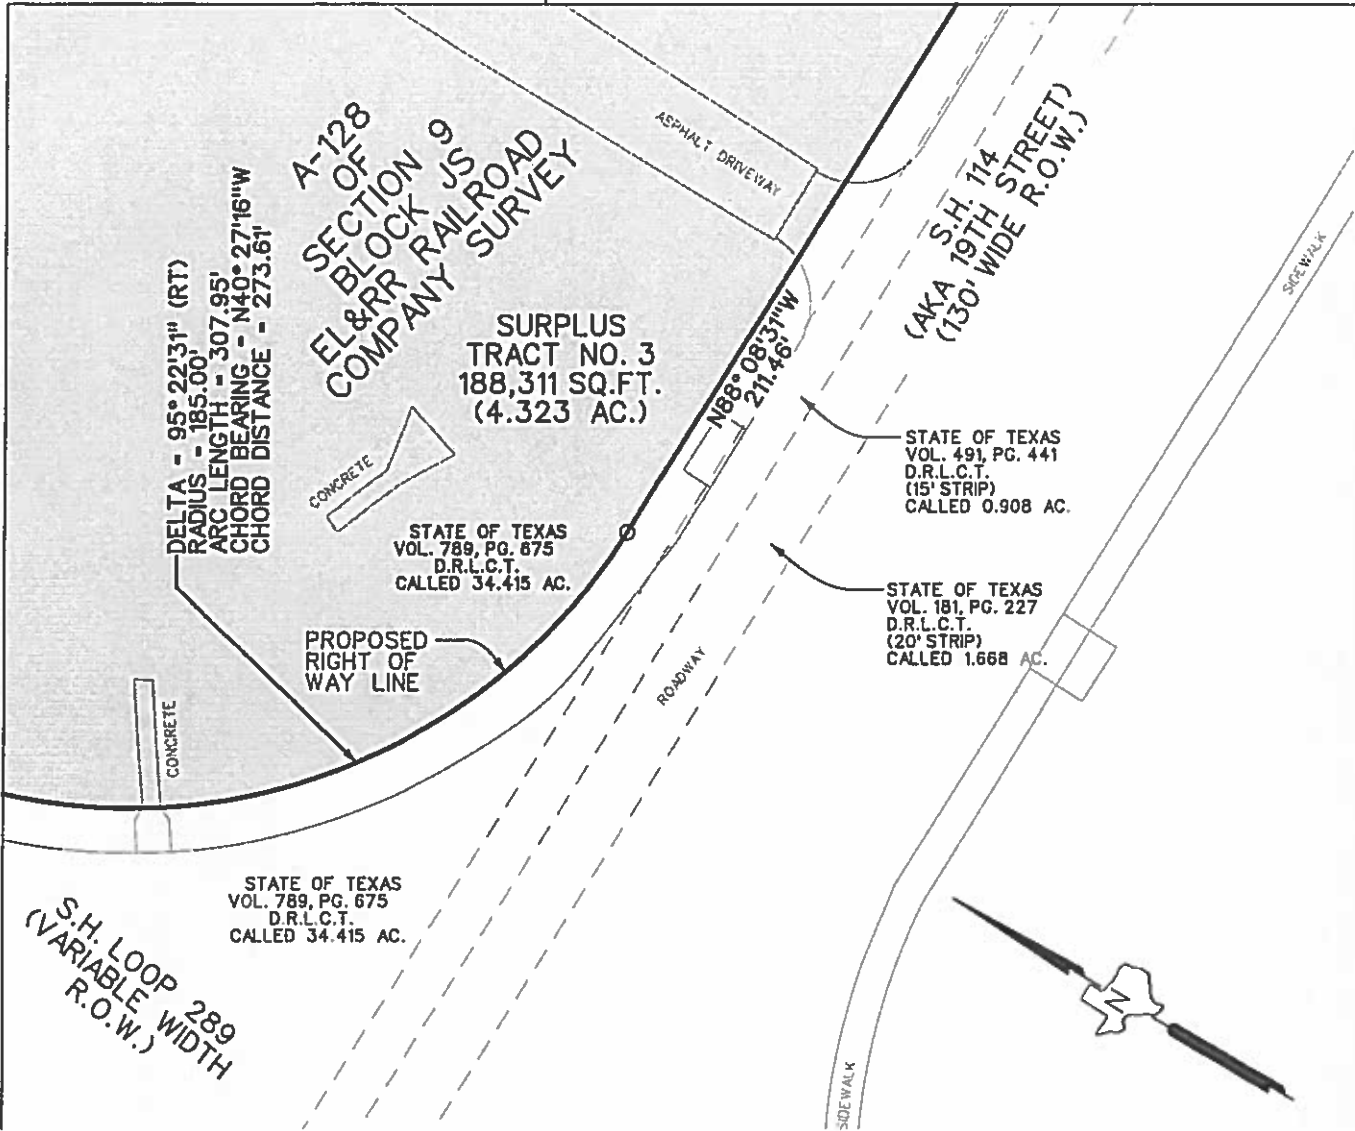 A-128
OF
SECTION 9
BLOCK JS
EL&RR RAILROAD
COMPANY SURVEY
ASPHALT DRIVEWAY
S.H. 114
(AKA 19TH STREET)
(130' WIDE R.O.W.)
SIDEWALK
DELTA - 95°22'31" (RT)
RADIUS - 185.00'
ARC LENGTH - 307.95'
CHORD BEARING - N40°27'16"W
CHORD DISTANCE - 273.61'
SURPLUS
TRACT NO. 3
188,311 SQ.FT.
(4.323 AC.)
N88°08'31"W
211.46'
CONCRETE
STATE OF TEXAS
VOL. 491, PG. 441
D.R.L.C.T.
(15' STRIP)
CALLED 0.908 AC.
STATE OF TEXAS
VOL. 789, PG. 675
D.R.L.C.T.
CALLED 34.415 AC.
STATE OF TEXAS
VOL. 181, PG. 227
D.R.L.C.T.
(20' STRIP)
CALLED 1.668 AC.
PROPOSED
RIGHT OF
WAY LINE
ROADWAY
CONCRETE
STATE OF TEXAS
VOL. 789, PG. 675
D.R.L.C.T.
CALLED 34.415 AC.
S.H. LOOP 289
(VARIABLE WIDTH
R.O.W.)
N
SIDEWALK